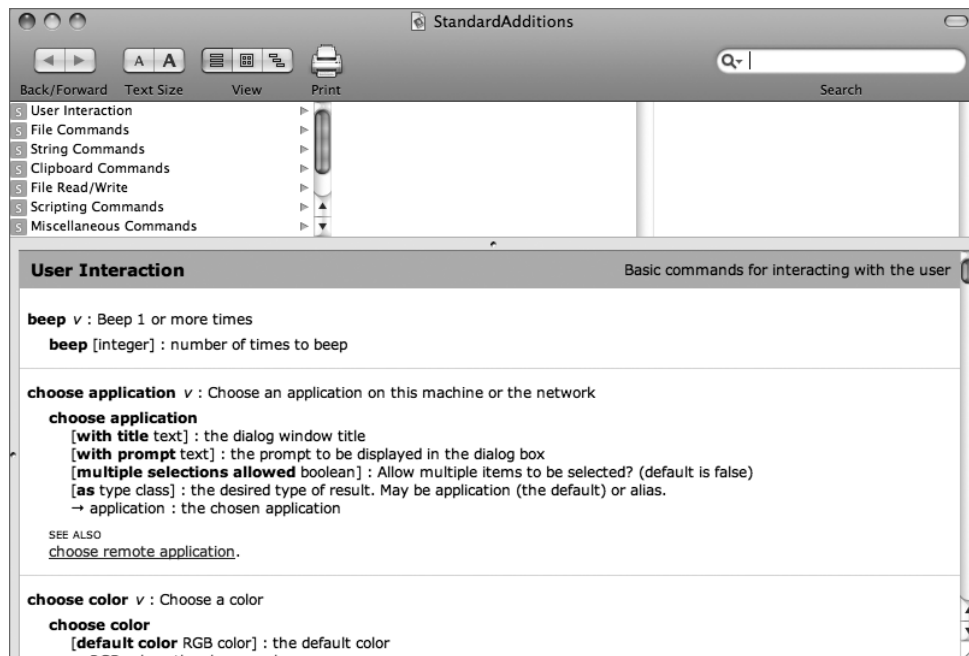 StandardAdditions
A A
Back/Forward Text Size View Print Search
S User Interaction
S File Commands
S String Commands
S Clipboard Commands
S File Read/Write
S Scripting Commands
S Miscellaneous Commands
User Interaction Basic commands for interacting with the user
beep v : Beep 1 or more times
beep [integer] : number of times to beep
choose application v : Choose an application on this machine or the network
choose application
[with title text] : the dialog window title
[with prompt text] : the prompt to be displayed in the dialog box
[multiple selections allowed boolean] : Allow multiple items to be selected? (default is false)
[as type class] : the desired type of result. May be application (the default) or alias.
→ application : the chosen application
SEE ALSO
choose remote application.
choose color v : Choose a color
choose color
[default color RGB color] : the default color